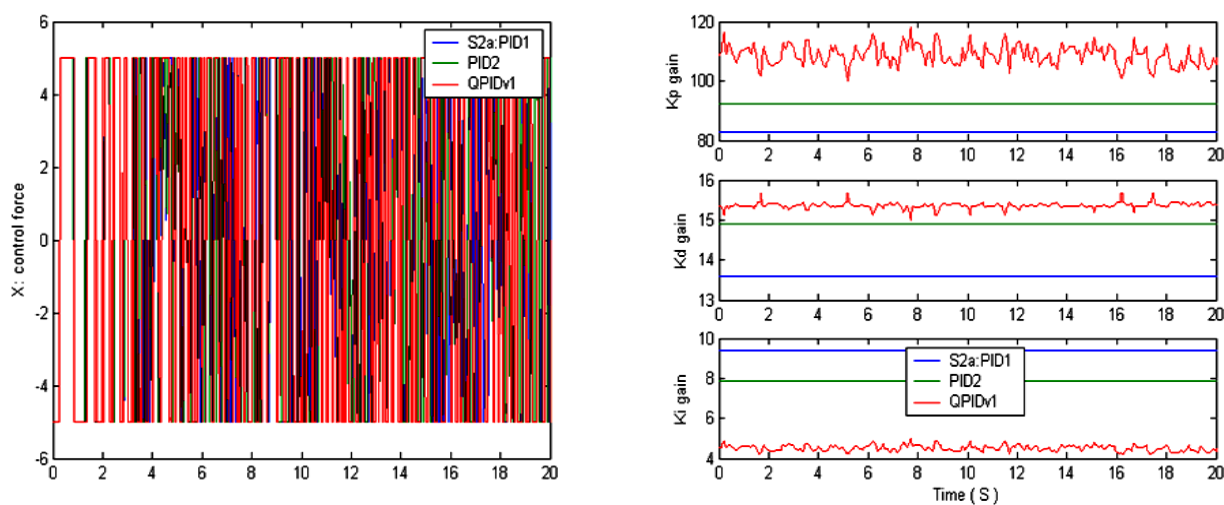 X: control force
6
4
2
0
-2
-4
-6
0 2 4 6 8 10 12 14 16 18 20
S2a:PID1
PID2
QPIDv1
Kp gain
120
100
80
0 2 4 6 8 10 12 14 16 18 20
Kd gain
16
15
14
13
0 2 4 6 8 10 12 14 16 18 20
Ki gain
10
8
6
4
0 2 4 6 8 10 12 14 16 18 20
S2a:PID1
PID2
QPIDv1
Time ( S )